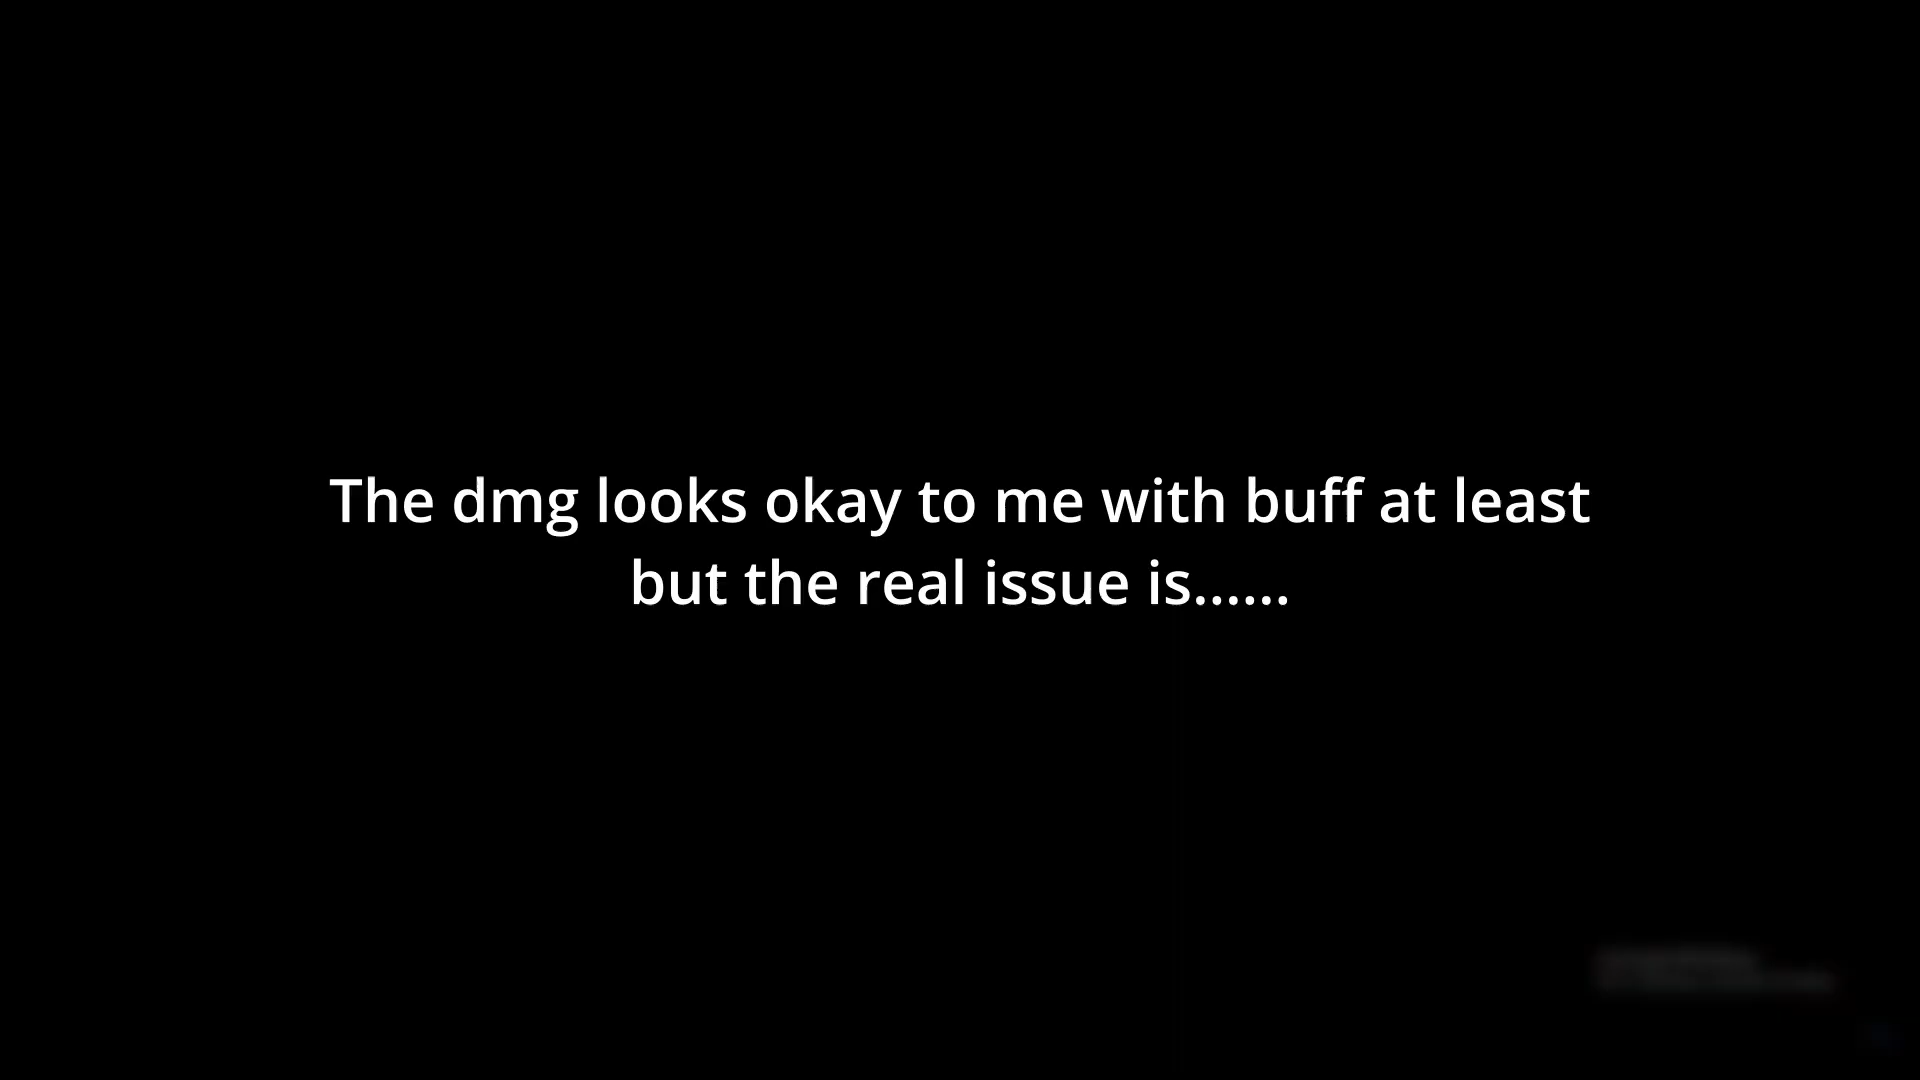 The dmg looks okay to me with buff at least
but the real issue is......